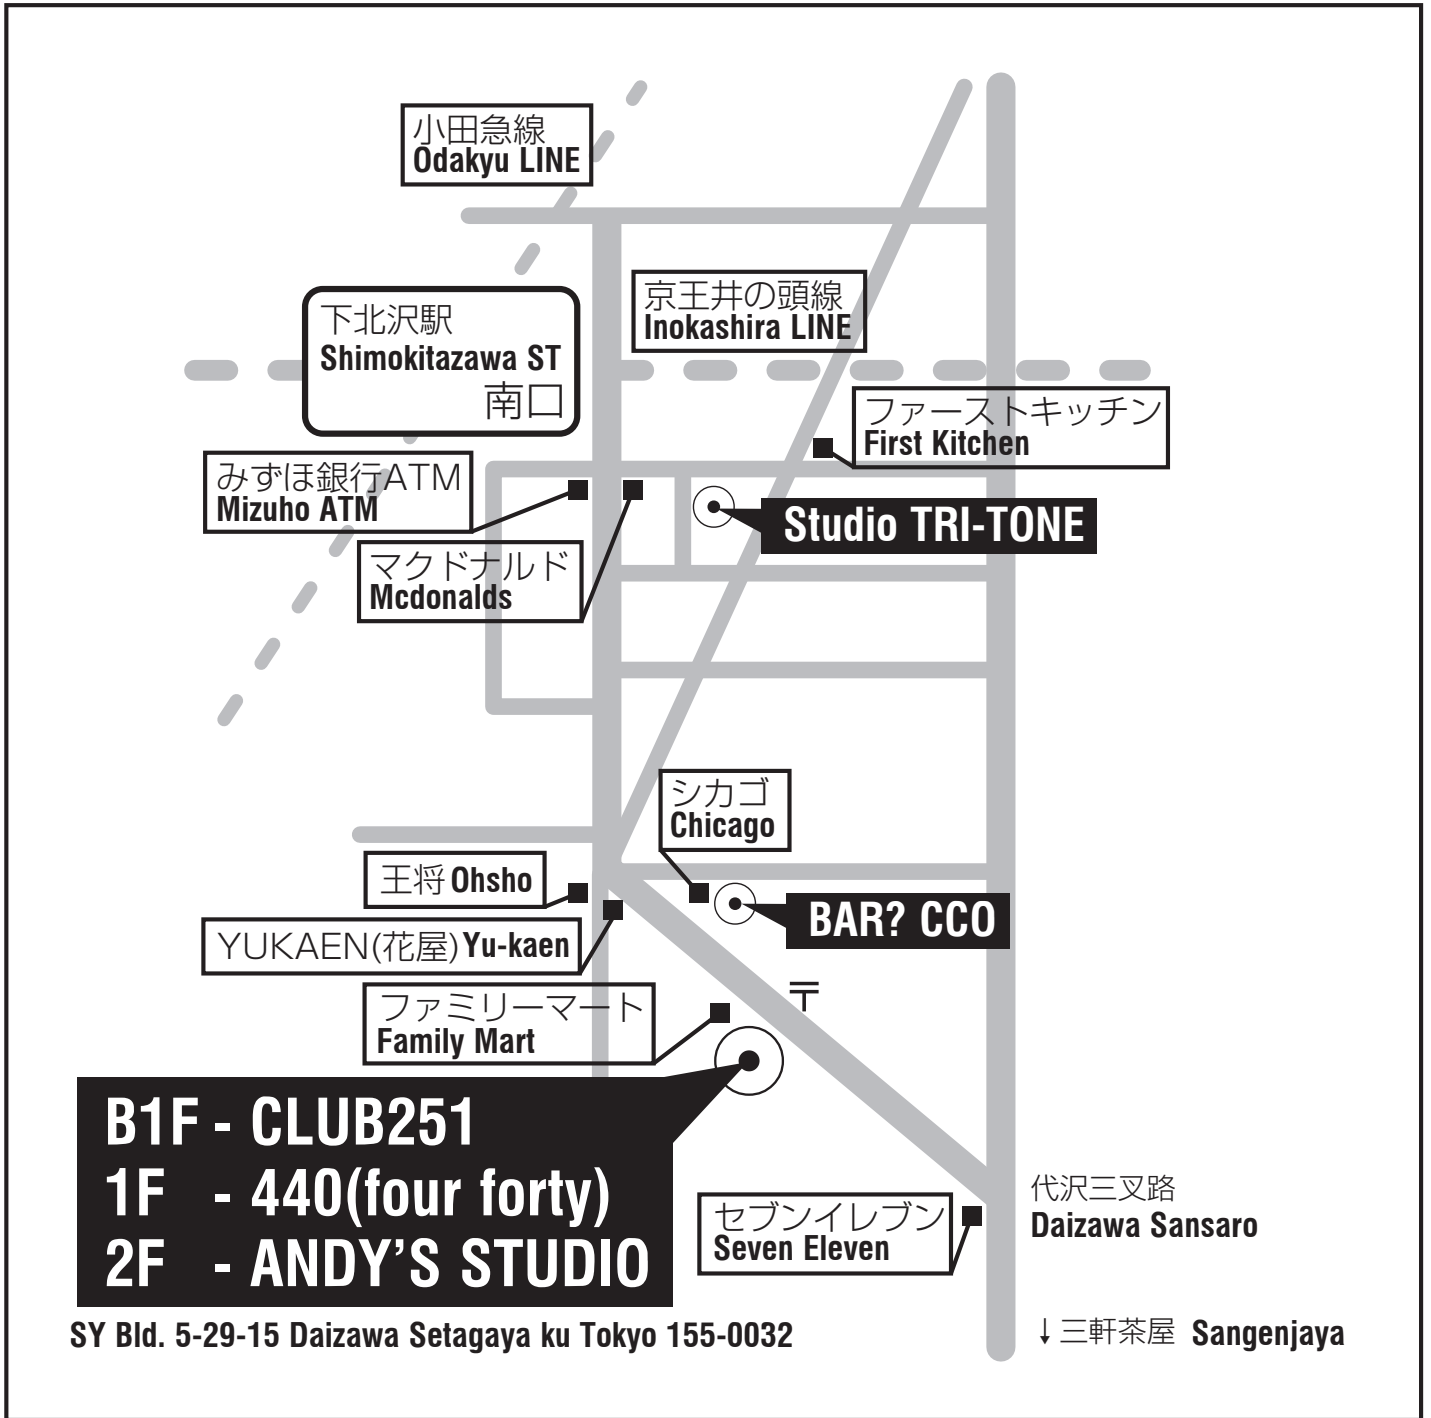 小田急線
Odakyu LINE
下北沢駅
Shimokitazawa ST
南口
京王井の頭線
Inokashira LINE
ファーストキッチン
First Kitchen
みずほ銀行ATM
Mizuho ATM
Studio TRI-TONE
マクドナルド
Mcdonalds
シカゴ
Chicago
王将 Ohsho
BAR? CCO
YUKAEN(花屋) Yu-kaen
〒
ファミリーマート
Family Mart
B1F - CLUB251
1F - 440(four forty)
2F - ANDY’S STUDIO
セブンイレブン
Seven Eleven
代沢三叉路
Daizawa Sansaro
SY Bld. 5-29-15 Daizawa Setagaya ku Tokyo 155-0032
↓三軒茶屋 Sangenjaya